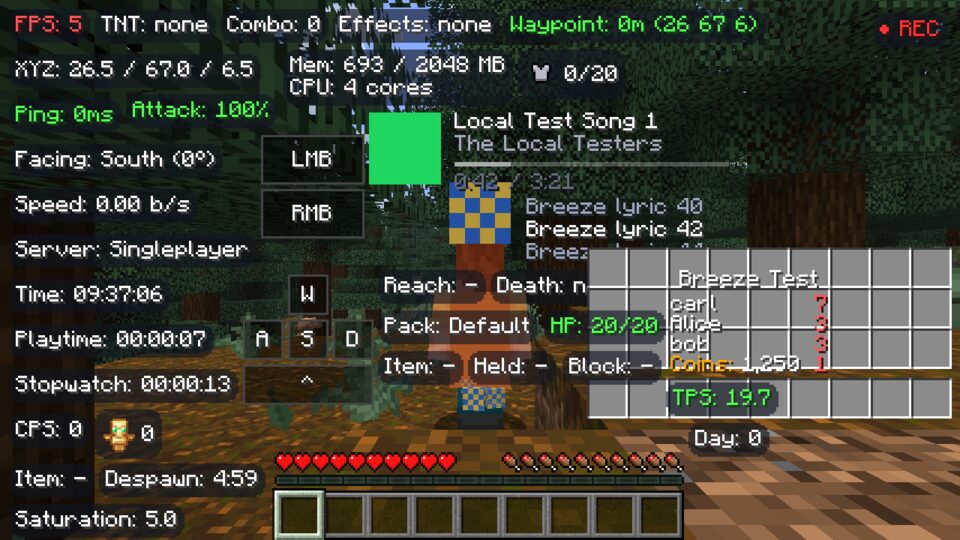 FPS: 5 TNT: none Combo: 0 Effects: none Waypoint: 0m (26 67 6)
REC
XYZ: 26.5 / 67.0 / 6.5
Mem: 693 / 2048 MB
CPU: 4 cores
0/20
Ping: 0ms Attack: 100%
Local Test Song 1
The Local Testers
0:42 / 3:21
Facing: South (0°)
LMB
Speed: 0.00 b/s
RMB
Breeze lyric 40
Breeze lyric 42
Server: Singleplayer
Time: 09:37:06
W
Reach: - Death:
Breeze Test
carl 7
Alice 3
bob 3
Coins: 1,250 1
Playtime: 00:00:07
A S D
Pack: Default HP: 20/20
Stopwatch: 00:00:13
^
Item: - Held: - Block: -
TPS: 19.7
CPS: 0
0
Day: 0
Item: - Despawn: 4:59
Saturation: 5.0